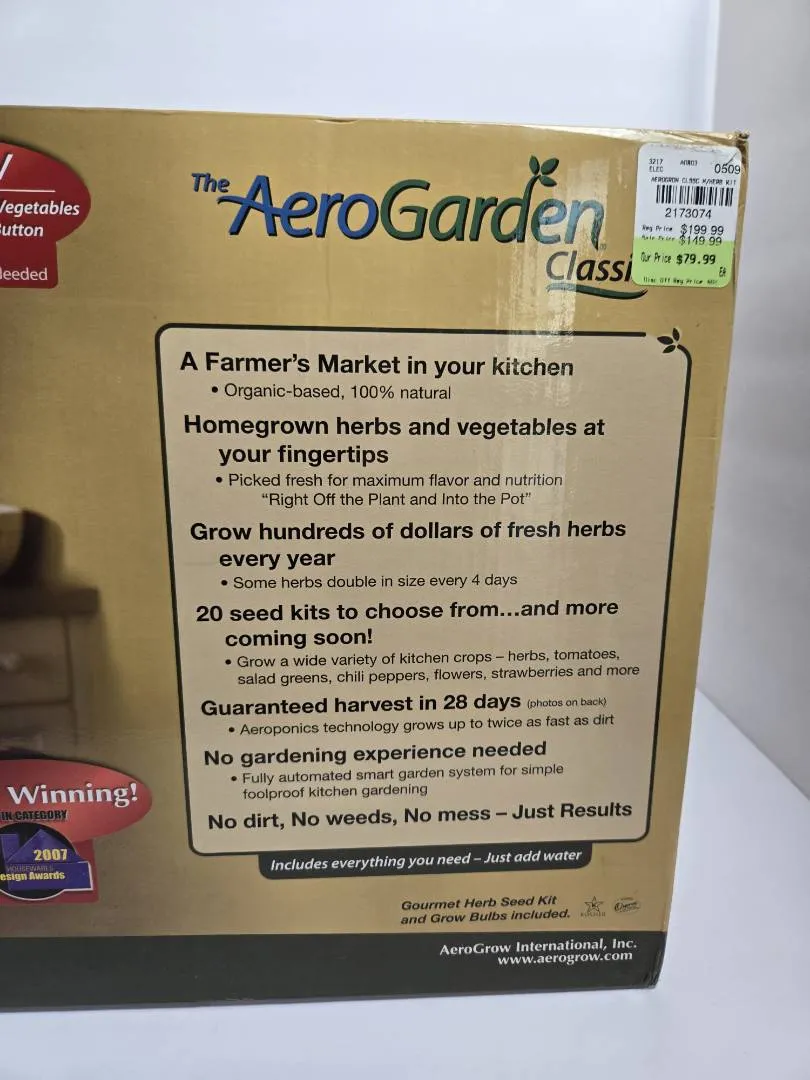 /
Vegetables
Button
Needed
The AeroGarden
Classi
3217
ELEC
0509
2173074
Reg Price $199.99
Sale Price $149.99
Our Price $79.99
EA
A Farmer's Market in your kitchen
• Organic-based, 100% natural
Homegrown herbs and vegetables at
your fingertips
• Picked fresh for maximum flavor and nutrition
"Right Off the Plant and Into the Pot"
Grow hundreds of dollars of fresh herbs
every year
• Some herbs double in size every 4 days
20 seed kits to choose from...and more
coming soon!
• Grow a wide variety of kitchen crops – herbs, tomatoes,
salad greens, chili peppers, flowers, strawberries and more
Guaranteed harvest in 28 days (photos on back)
• Aeroponics technology grows up to twice as fast as dirt
No gardening experience needed
• Fully automated smart garden system for simple
foolproof kitchen gardening
No dirt, No weeds, No mess – Just Results
Includes everything you need – Just add water
Winning!
IN CATEGORY
2007
HOUSEWARES
esign Awards
Gourmet Herb Seed Kit
and Grow Bulbs included.
K
KOSHER
AeroGrow International, Inc.
www.aerogrow.com